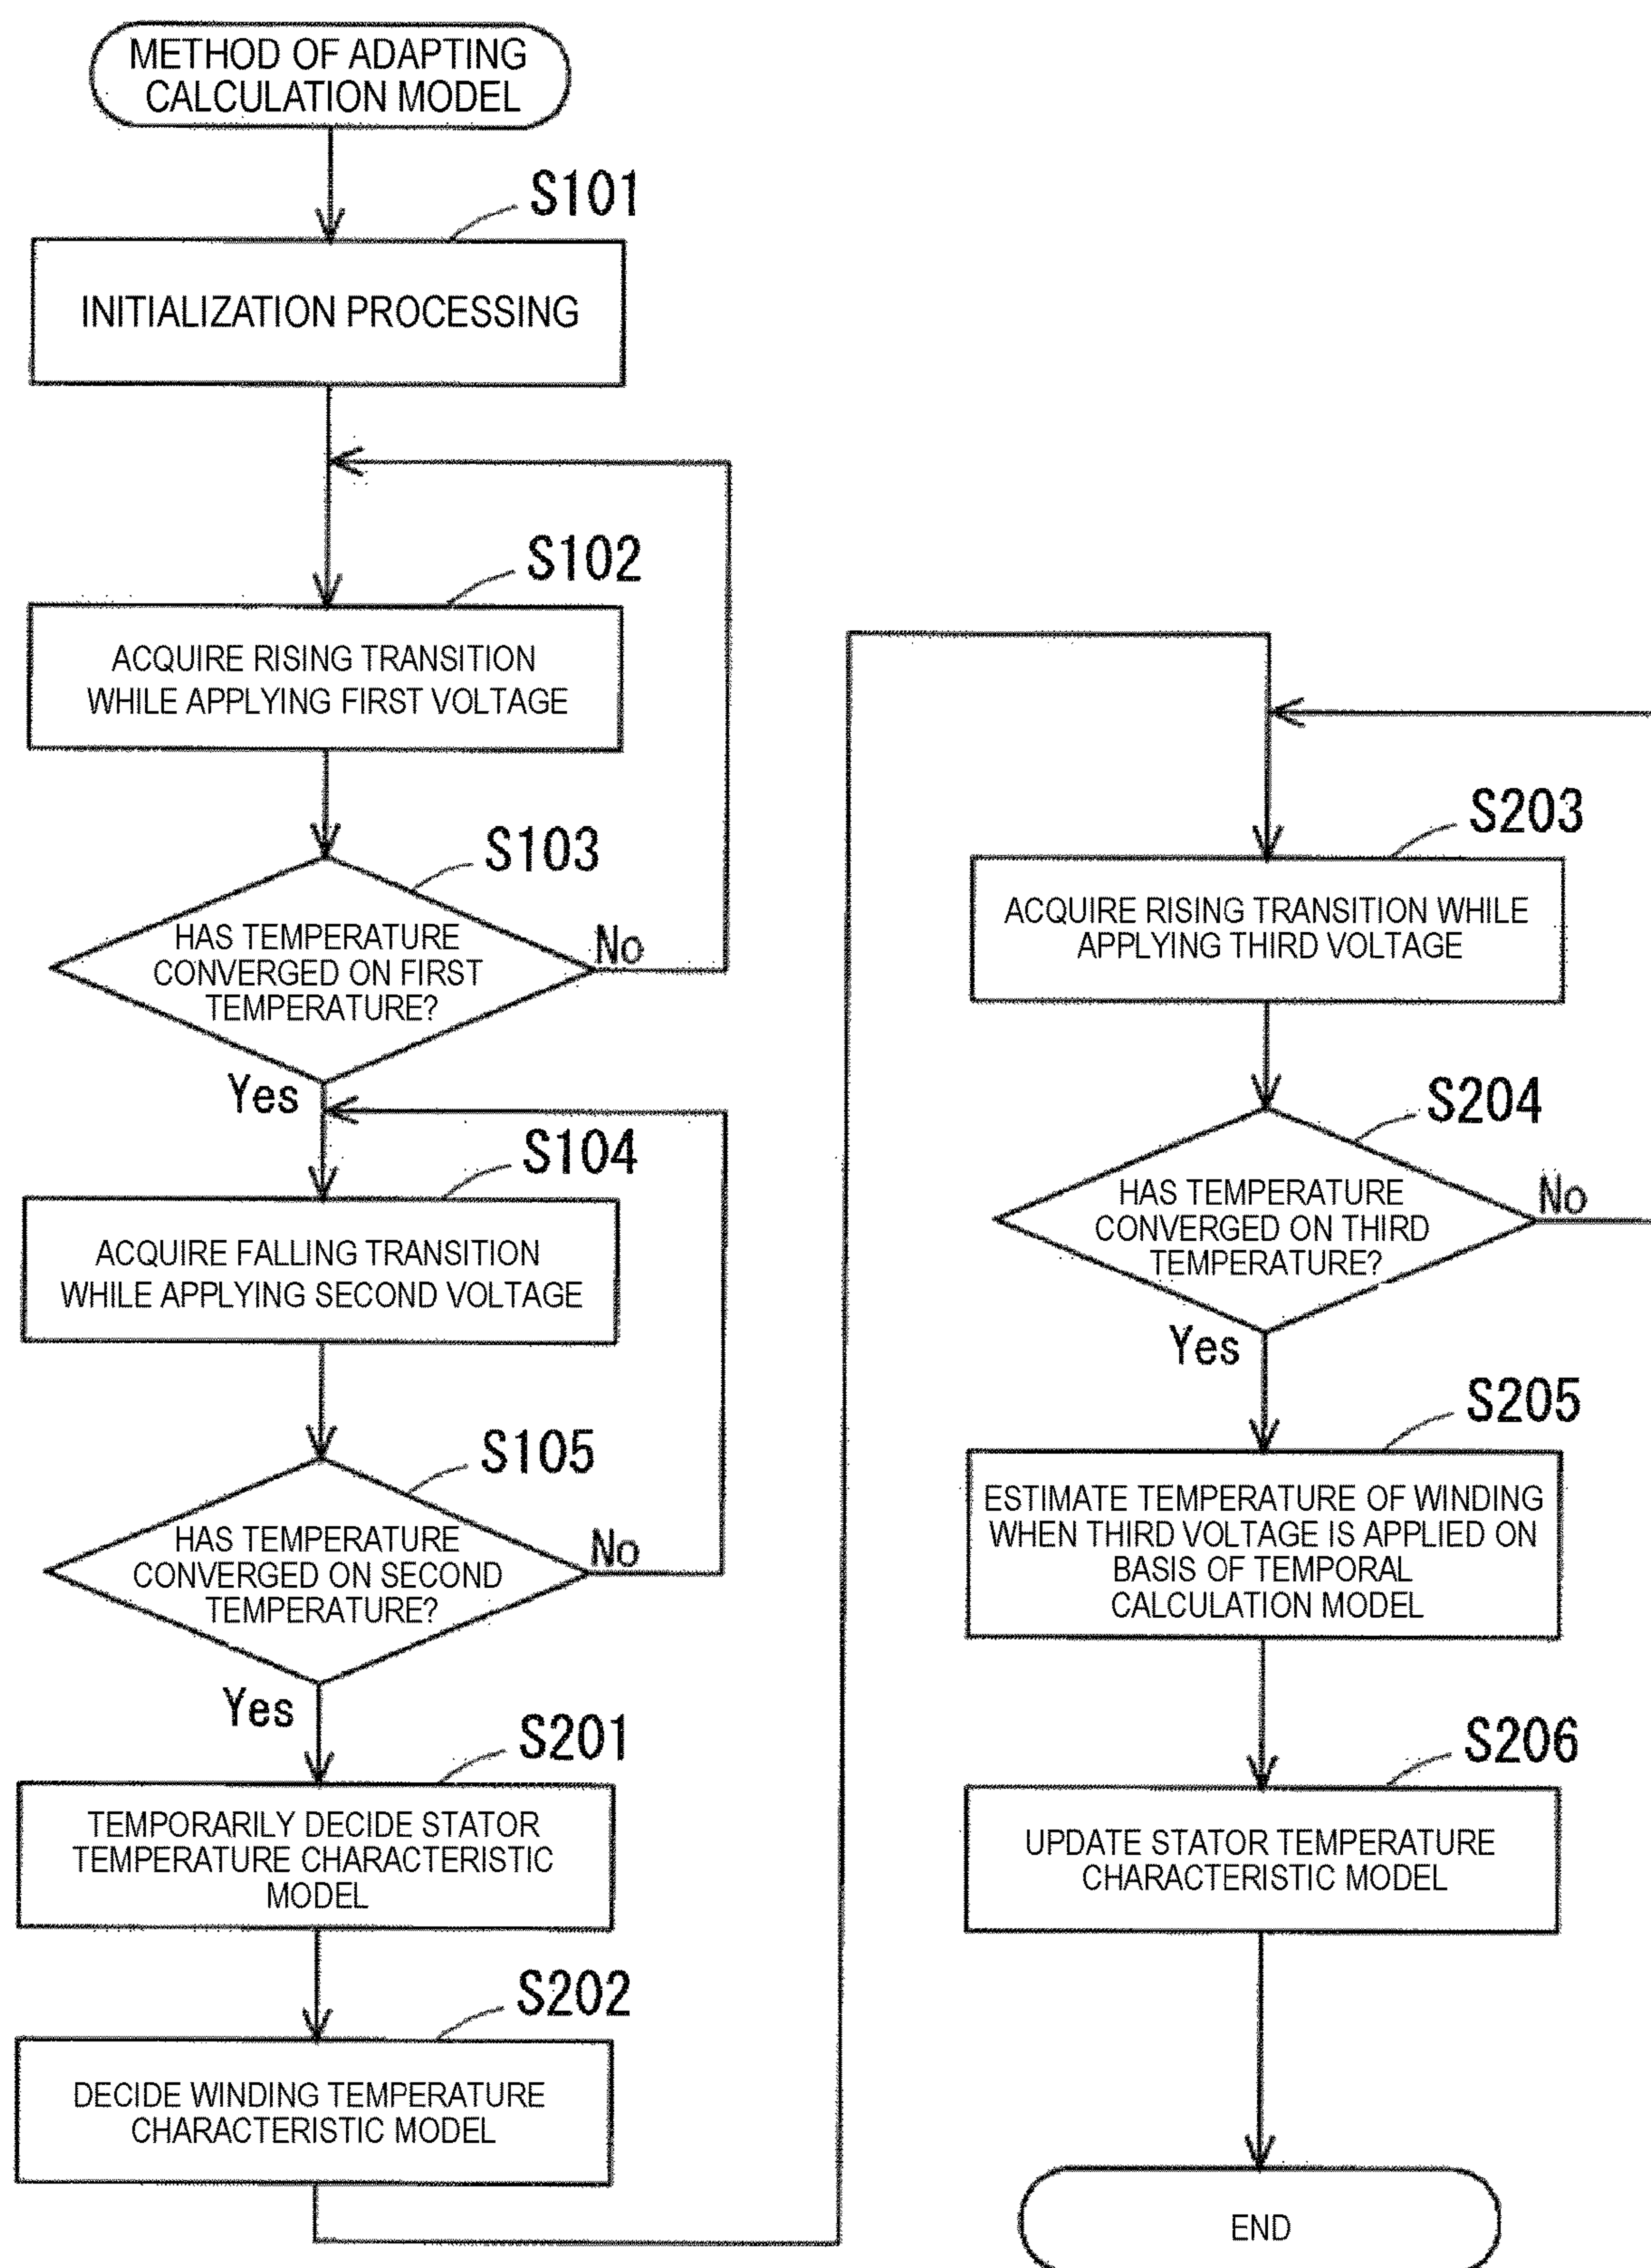 METHOD OF ADAPTING
CALCULATION MODEL
S101
INITIALIZATION PROCESSING
S102
ACQUIRE RISING TRANSITION
WHILE APPLYING FIRST VOLTAGE
S103
HAS TEMPERATURE
CONVERGED ON FIRST
TEMPERATURE?
No
Yes
S104
ACQUIRE FALLING TRANSITION
WHILE APPLYING SECOND VOLTAGE
S105
HAS TEMPERATURE
CONVERGED ON SECOND
TEMPERATURE?
No
Yes
S201
TEMPORARILY DECIDE STATOR
TEMPERATURE CHARACTERISTIC
MODEL
S202
DECIDE WINDING TEMPERATURE
CHARACTERISTIC MODEL
S203
ACQUIRE RISING TRANSITION WHILE
APPLYING THIRD VOLTAGE
S204
HAS TEMPERATURE
CONVERGED ON THIRD
TEMPERATURE?
No
Yes
S205
ESTIMATE TEMPERATURE OF WINDING
WHEN THIRD VOLTAGE IS APPLIED ON
BASIS OF TEMPORAL
CALCULATION MODEL
S206
UPDATE STATOR TEMPERATURE
CHARACTERISTIC MODEL
END